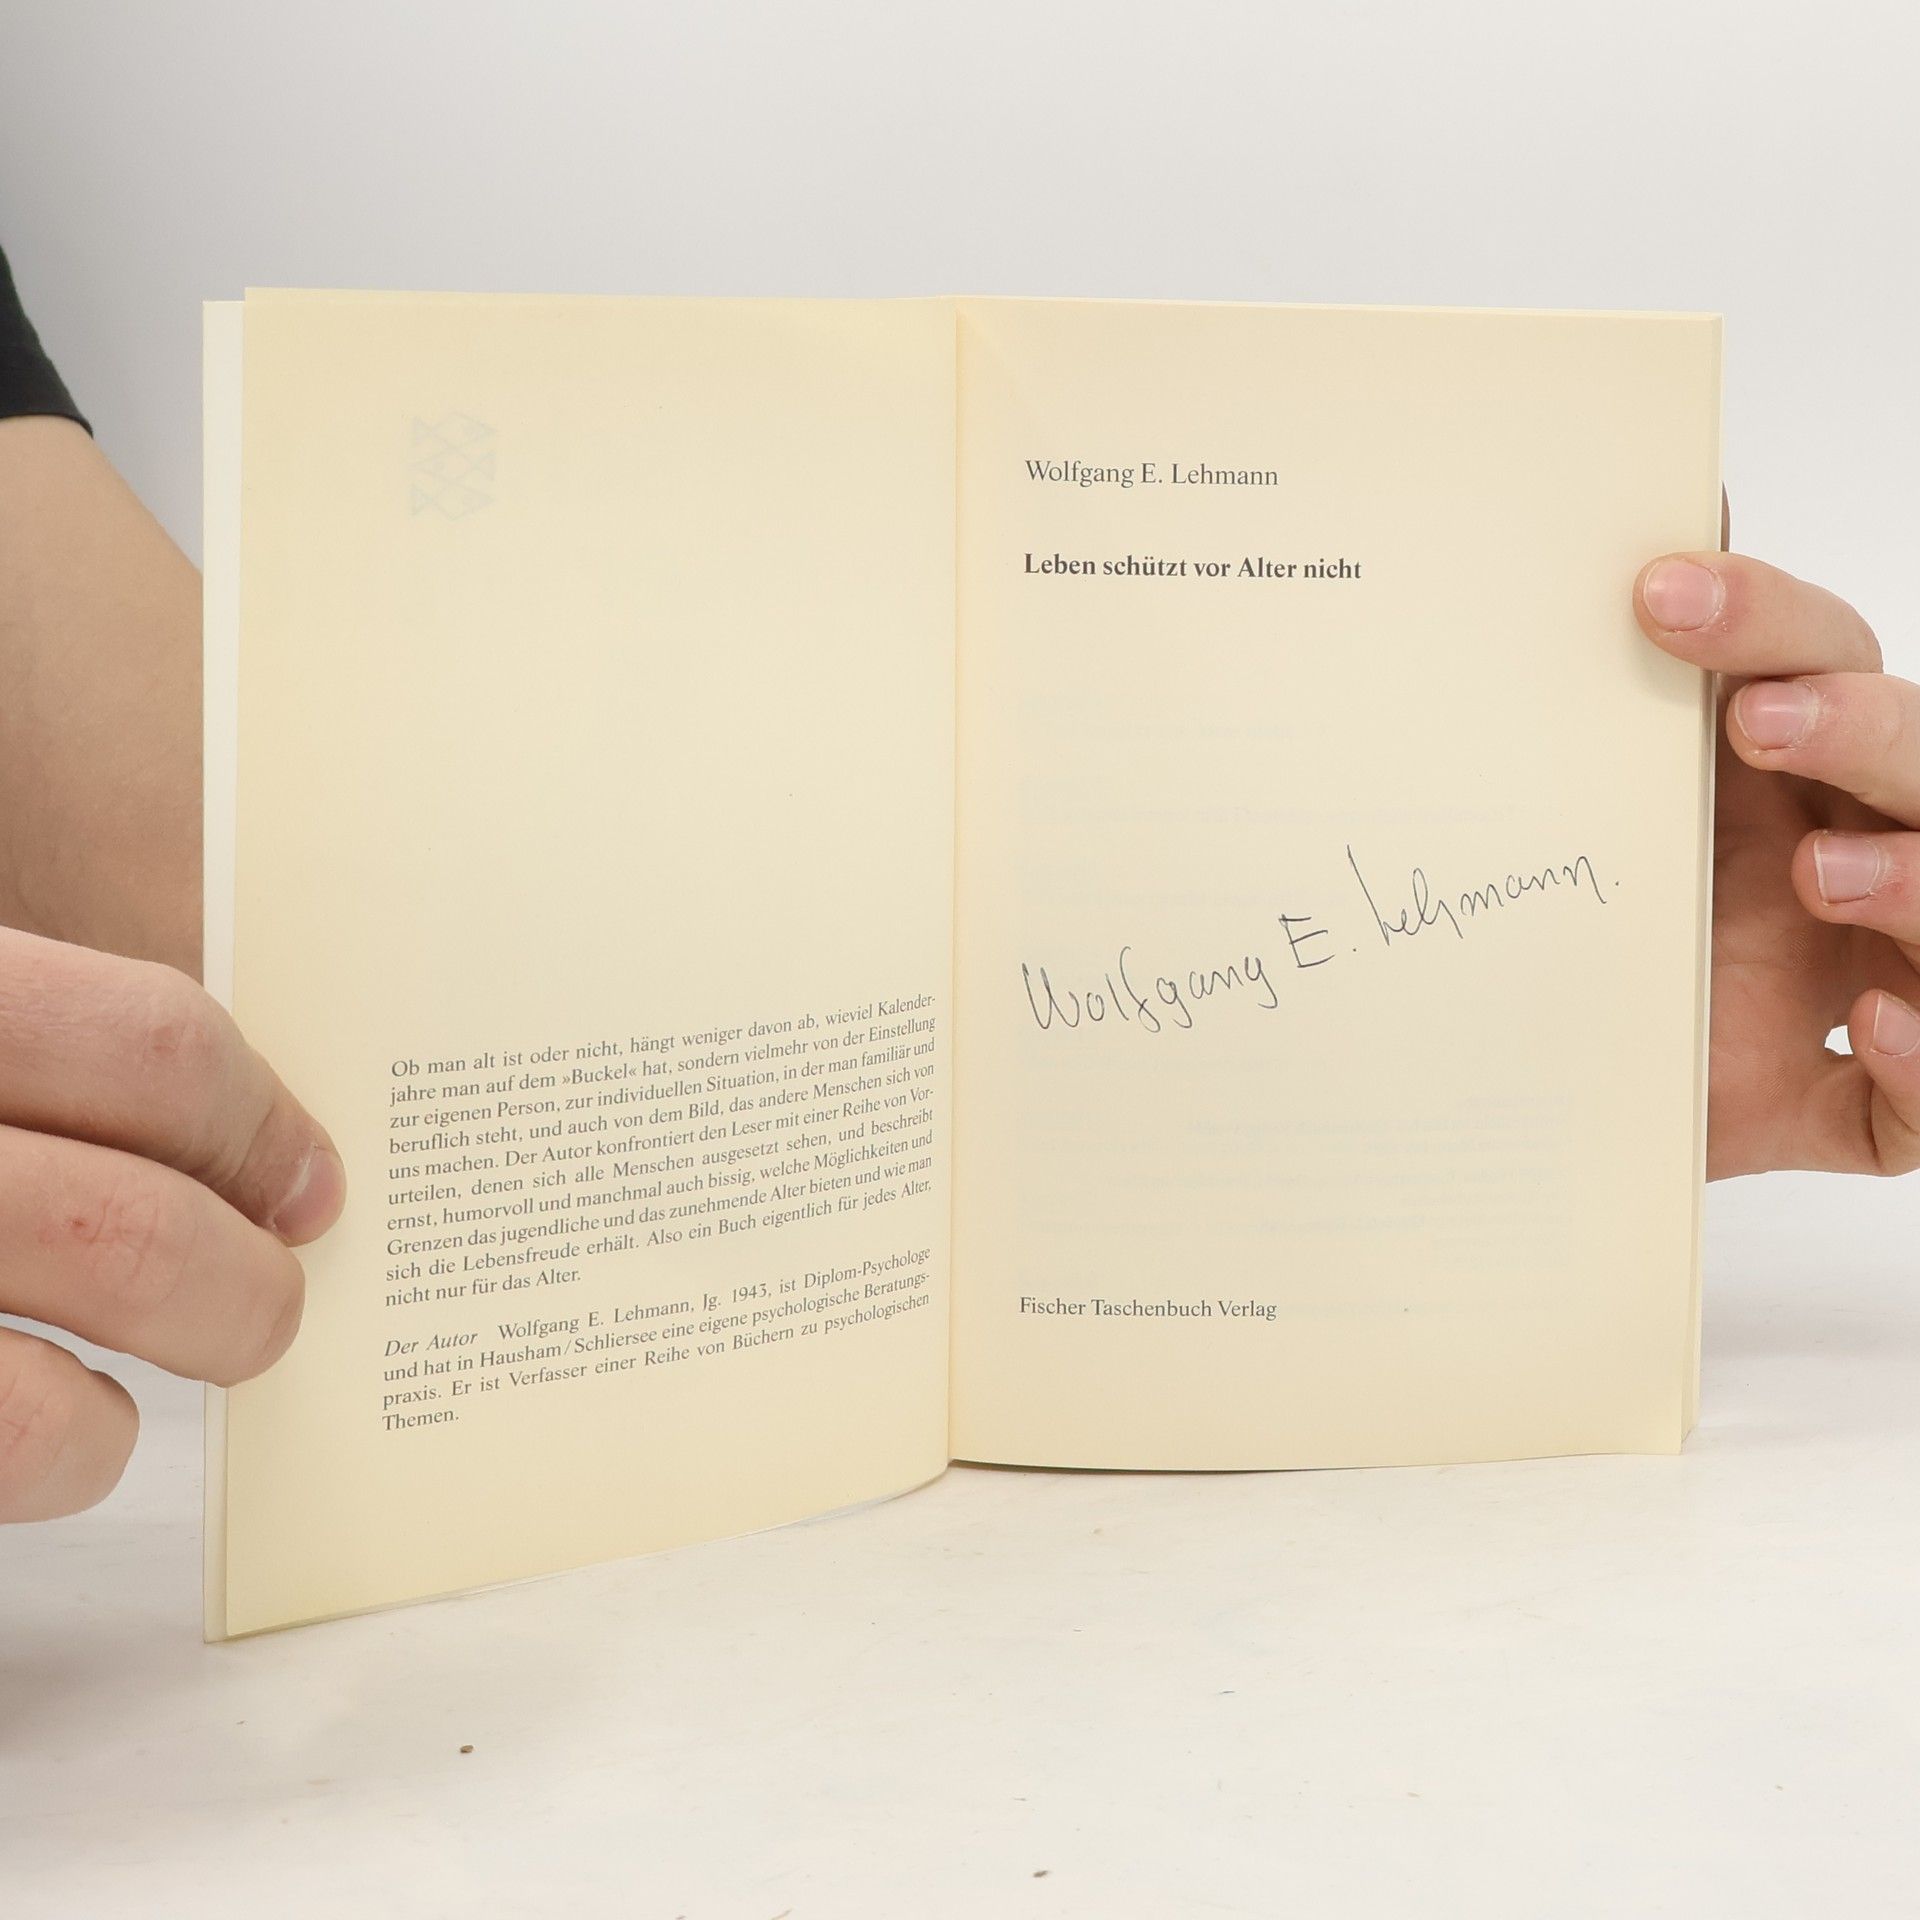 Ob man alt ist oder nicht, hängt weniger davon ab, wieviel Kalender-
jahre man auf dem »Buckel« hat, sondern vielmehr von der Einstellung
zur eigenen Person, zur individuellen Situation, in der man familiär und
beruflich steht, und auch von dem Bild, das andere Menschen sich von
uns machen. Der Autor konfrontiert den Leser mit einer Reihe von Vor-
urteilen, denen sich alle Menschen ausgesetzt sehen, und beschreibt
ernst, humorvoll und manchmal auch bissig, welche Möglichkeiten und
Grenzen das jugendliche und das zunehmende Alter bieten und wie man
sich die Lebensfreude erhält. Also ein Buch eigentlich für jedes Alter,
nicht nur für das Alter.
Der Autor Wolfgang E. Lehmann, Jg. 1943, ist Diplom-Psychologe
und hat in Hausham/Schliersee eine eigene psychologische Beratungs-
praxis. Er ist Verfasser einer Reihe von Büchern zu psychologischen
Themen.
Wolfgang E. Lehmann
Leben schützt vor Alter nicht
Wolfgang E. Lehmann.
Fischer Taschenbuch Verlag